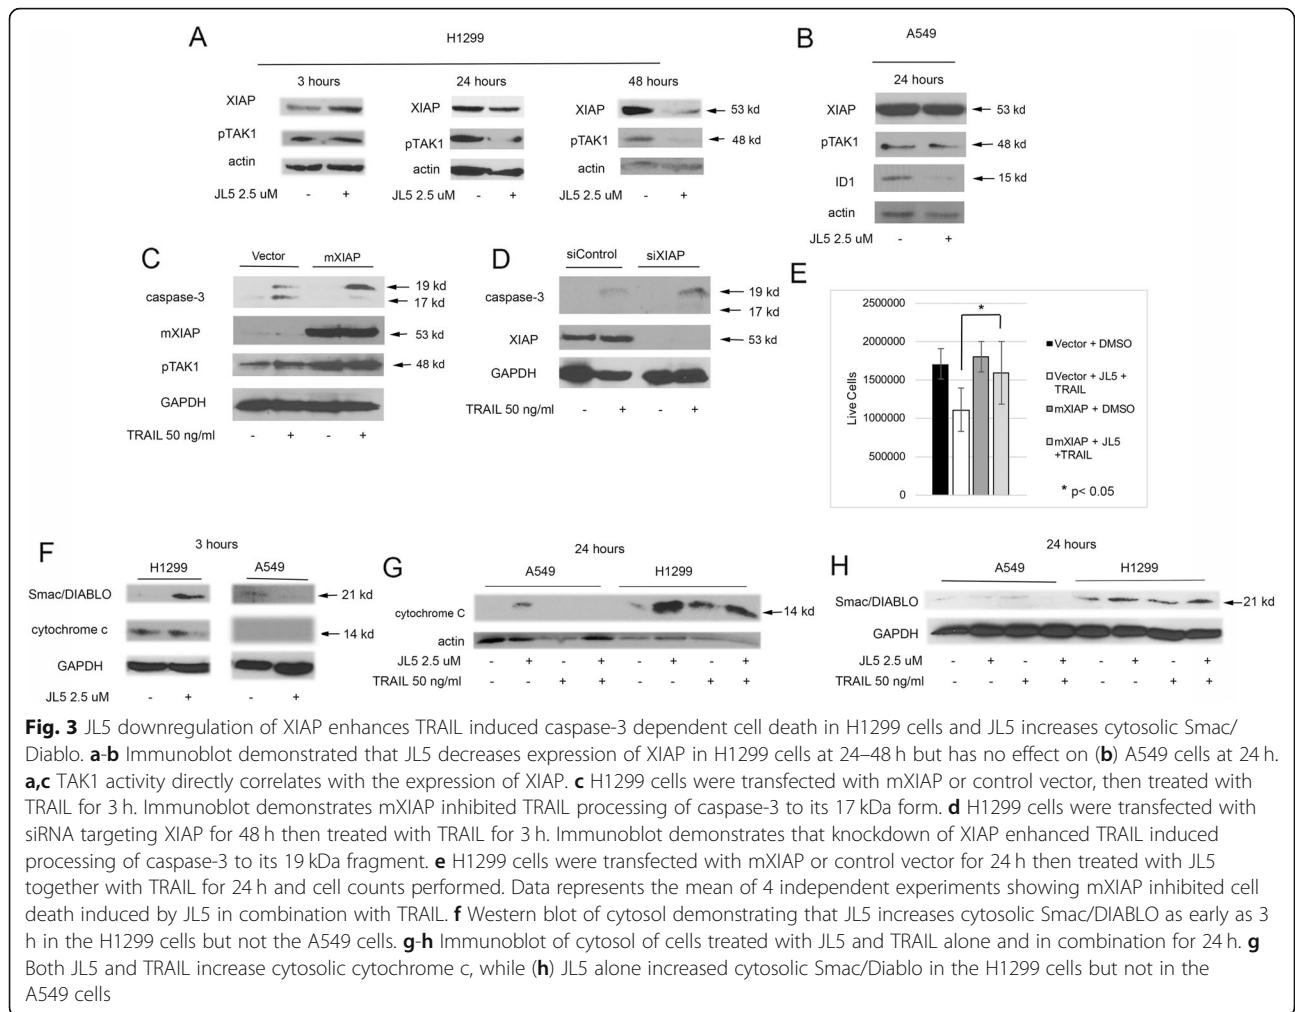 A
H1299
3 hours
24 hours
48 hours
XIAP
XIAP
XIAP
53 kd
pTAK1
pTAK1
pTAK1
48 kd
actin
actin
actin
JL5 2.5 uM - +
JL5 2.5 uM - +
JL5 2.5 uM - +
B
A549
24 hours
XIAP
53 kd
pTAK1
48 kd
ID1
15 kd
actin
JL5 2.5 uM - +
C
Vector mXIAP
caspase-3
19 kd
17 kd
mXIAP
53 kd
pTAK1
48 kd
GAPDH
TRAIL 50 ng/ml - + - +
D
siControl siXIAP
caspase-3
19 kd
17 kd
XIAP
53 kd
GAPDH
TRAIL 50 ng/ml - + - +
E
Live Cells
2500000
2000000
1500000
1000000
500000
0
*
Vector + DMSO
Vector + JL5 +
TRAIL
mXIAP + DMSO
mXIAP + JL5
+TRAIL
* p< 0.05
F
3 hours
H1299 A549
Smac/DIABLO
21 kd
cytochrome c
14 kd
GAPDH
JL5 2.5 uM - + - +
G
24 hours
A549 H1299
cytochrome C
14 kd
actin
JL5 2.5 uM - + - + - + - +
TRAIL 50 ng/ml - - + + - - + +
H
24 hours
A549 H1299
Smac/DIABLO
21 kd
GAPDH
JL5 2.5 uM - + - + - + - +
TRAIL 50 ng/ml - - + + - - + +
Fig. 3 JL5 downregulation of XIAP enhances TRAIL induced caspase-3 dependent cell death in H1299 cells and JL5 increases cytosolic Smac/
Diablo. a-b Immunoblot demonstrated that JL5 decreases expression of XIAP in H1299 cells at 24–48 h but has no effect on (b) A549 cells at 24 h.
a,c TAK1 activity directly correlates with the expression of XIAP. c H1299 cells were transfected with mXIAP or control vector, then treated with
TRAIL for 3 h. Immunoblot demonstrates mXIAP inhibited TRAIL processing of caspase-3 to its 17 kDa form. d H1299 cells were transfected with
siRNA targeting XIAP for 48 h then treated with TRAIL for 3 h. Immunoblot demonstrates that knockdown of XIAP enhanced TRAIL induced
processing of caspase-3 to its 19 kDa fragment. e H1299 cells were transfected with mXIAP or control vector for 24 h then treated with JL5
together with TRAIL for 24 h and cell counts performed. Data represents the mean of 4 independent experiments showing mXIAP inhibited cell
death induced by JL5 in combination with TRAIL. f Western blot of cytosol demonstrating that JL5 increases cytosolic Smac/DIABLO as early as 3
h in the H1299 cells but not the A549 cells. g-h Immunoblot of cytosol of cells treated with JL5 and TRAIL alone and in combination for 24 h. g
Both JL5 and TRAIL increase cytosolic cytochrome c, while (h) JL5 alone increased cytosolic Smac/Diablo in the H1299 cells but not in the
A549 cells